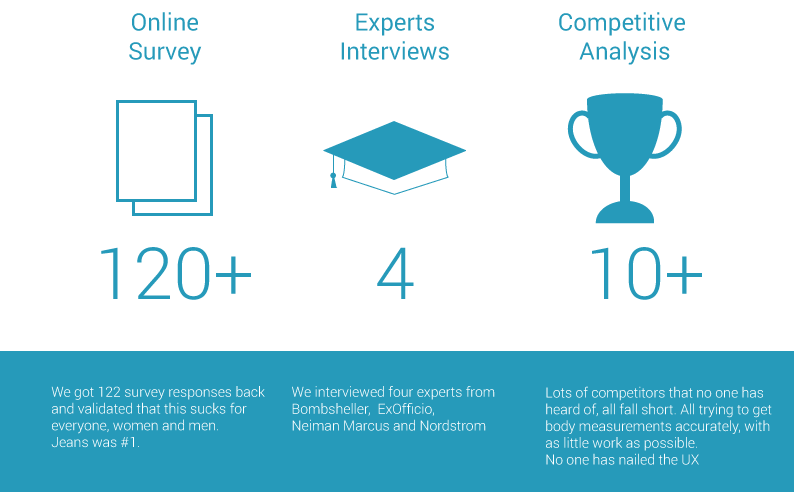 Online
Survey
Experts
Interviews
Competitive
Analysis
120+
4
10+
We got 122 survey responses back
and validated that this sucks for
everyone, women and men.
Jeans was #1.
We interviewed four experts from
Bombsheller,  ExOfficio,
Neiman Marcus and Nordstrom
Lots of competitors that no one has
heard of, all fall short. All trying to get
body measurements accurately, with
as little work as possible.
No one has nailed the UX